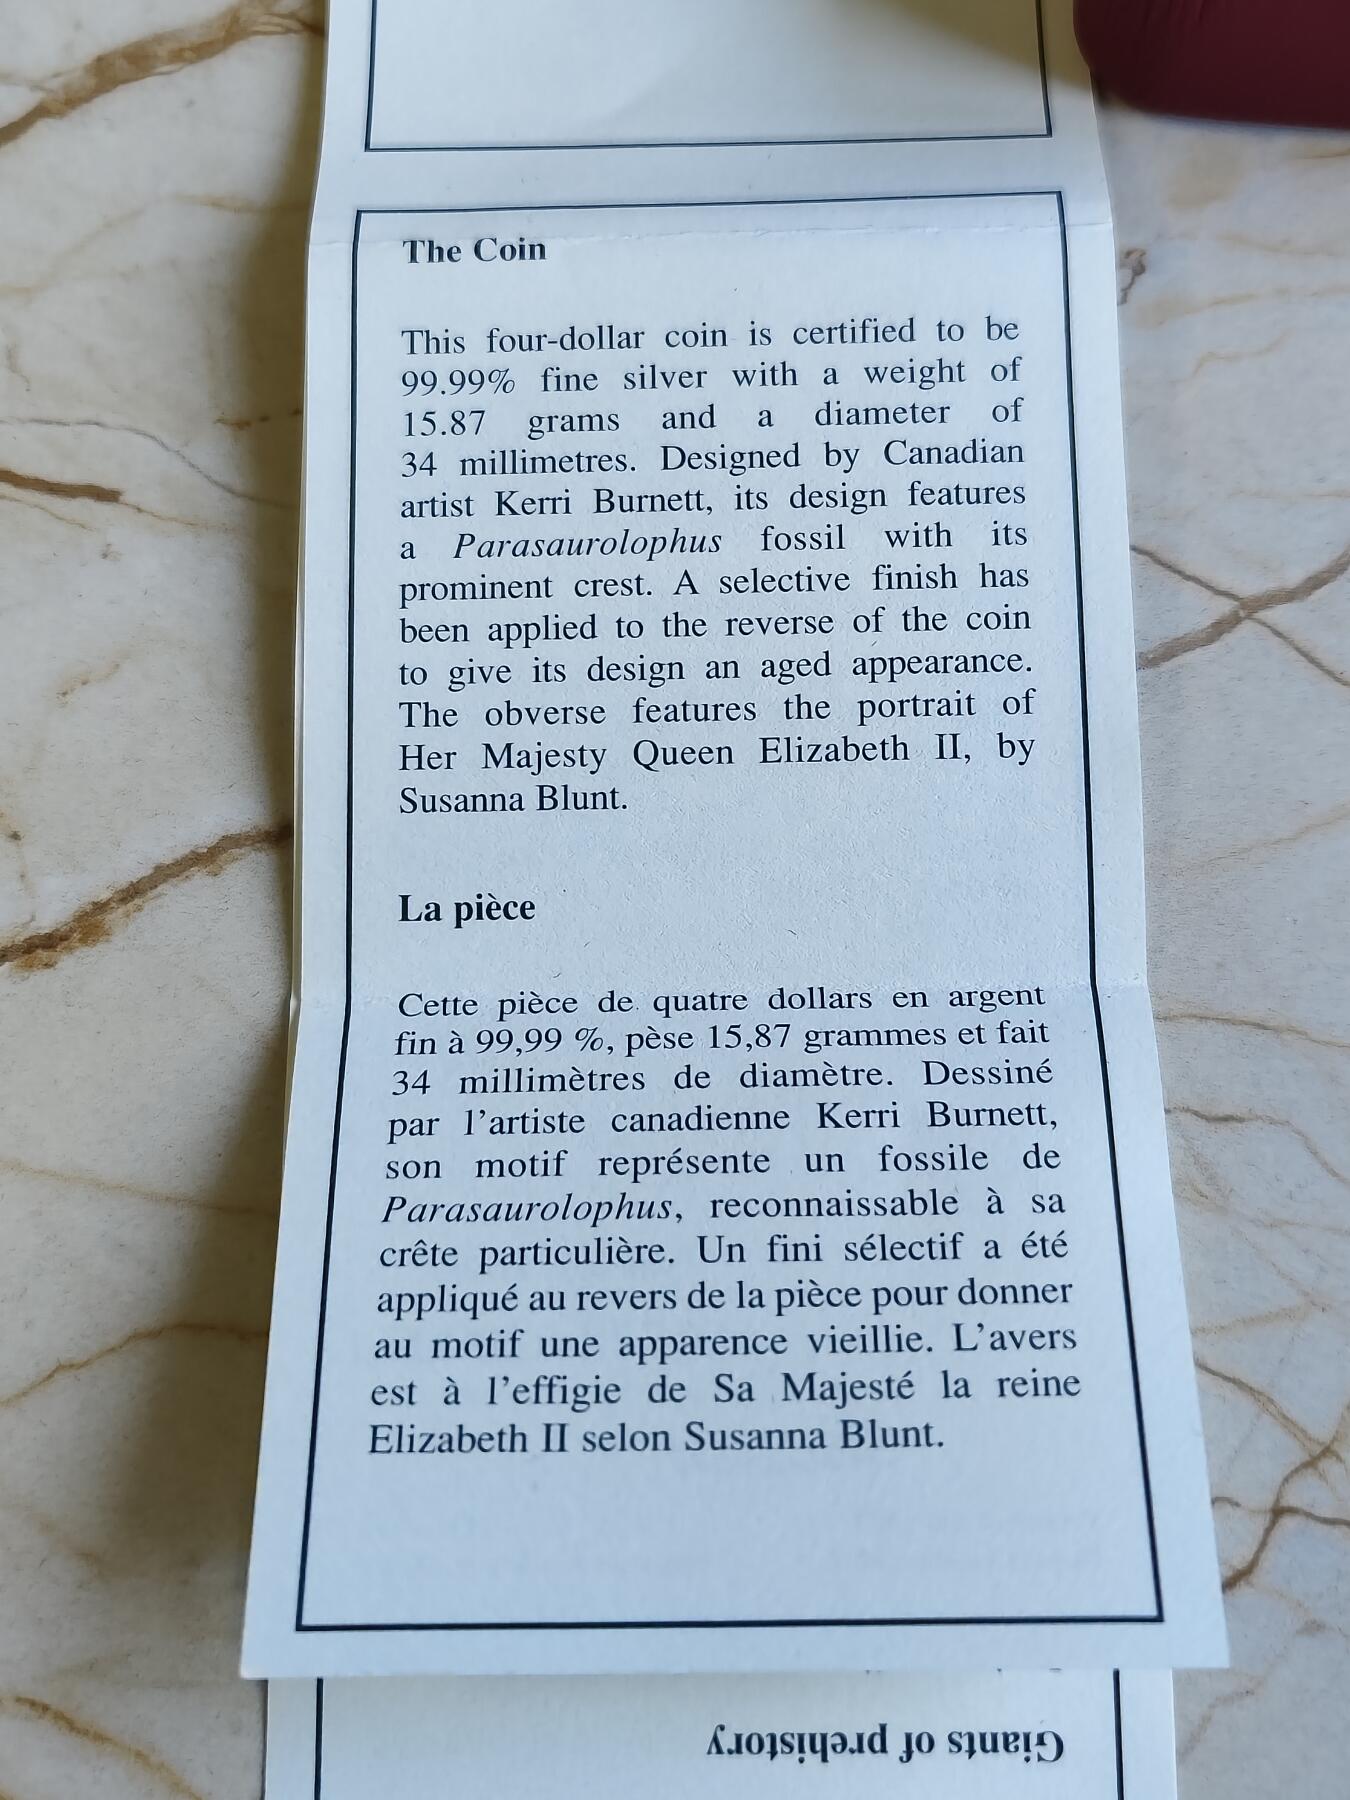 The Coin
This four-dollar coin is certified to be
99.99% fine silver with a weight of
15.87 grams and a diameter of
34 millimetres. Designed by Canadian
artist Kerri Burnett, its design features
a Parasaurolophus fossil with its
prominent crest. A selective finish has
been applied to the reverse of the coin
to give its design an aged appearance.
The obverse features the portrait of
Her Majesty Queen Elizabeth II, by
Susanna Blunt.
La pièce
Cette pièce de quatre dollars en argent
fin à 99,99 %, pèse 15,87 grammes et fait
34 millimètres de diamètre. Dessiné
par l'artiste canadienne Kerri Burnett,
son motif représente un fossile de
Parasaurolophus, reconnaissable à sa
crête particulière. Un fini sélectif a été
appliqué au revers de la pièce pour donner
au motif une apparence vieillie. L'avers
est à l'effigie de Sa Majesté la reine
Elizabeth II selon Susanna Blunt.
Giants of prehistory